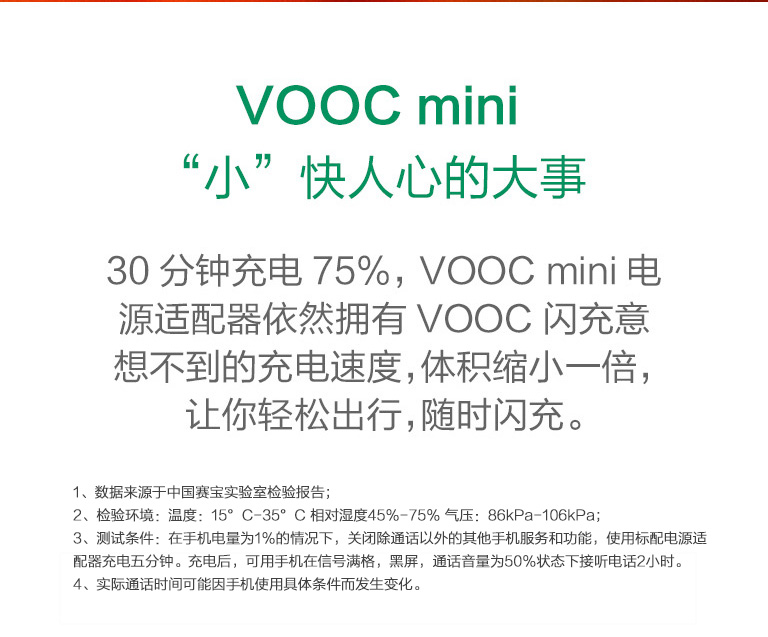 VOOC mini
“小”快人心的大事
30 分钟充电 75%, VOOC mini 电
源适配器依然拥有 VOOC 闪充意
想不到的充电速度,体积缩小一倍,
让你轻松出行,随时闪充。
1、数据来源于中国赛宝实验室检验报告；
2、检验环境：温度：15°C-35°C 相对湿度45%-75% 气压：86kPa-106kPa；
3、测试条件：在手机电量为1%的情况下，关闭除通话以外的其他手机服务和功能，使用标配电源适
配器充电五分钟。充电后，可用手机在信号满格，黑屏，通话音量为50%状态下接听电话2小时。
4、实际通话时间可能因手机使用具体条件而发生变化。